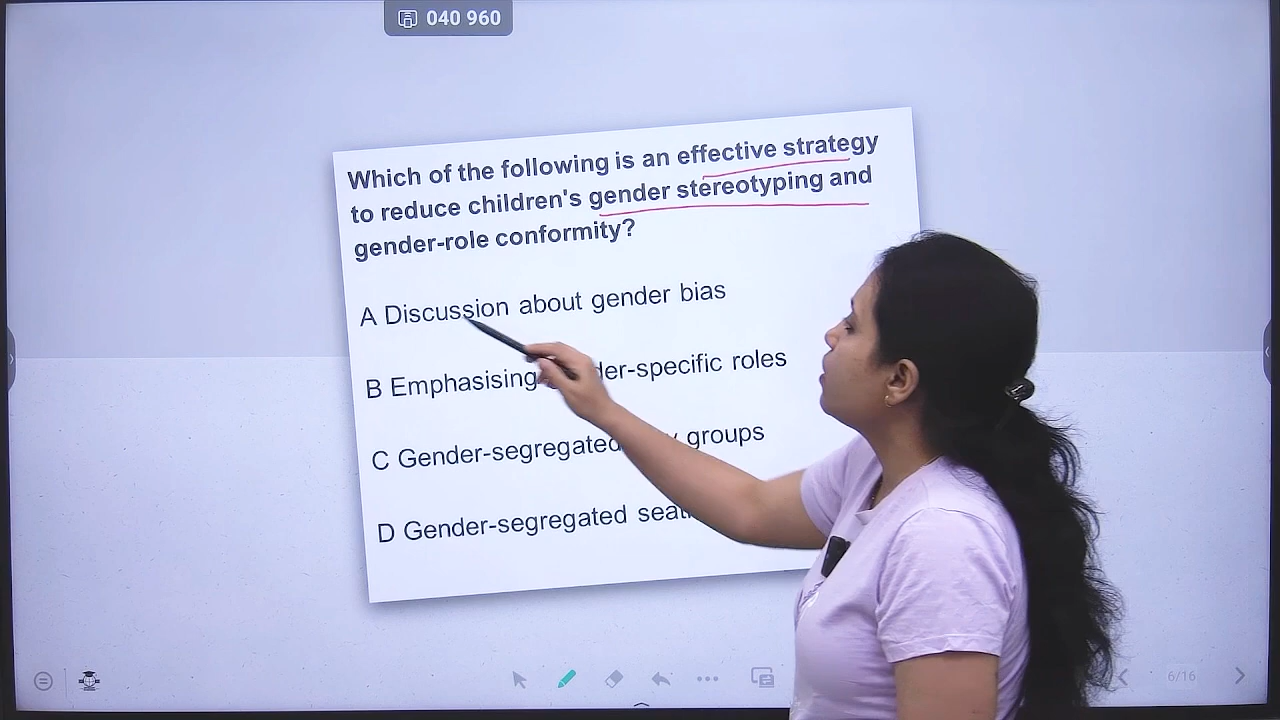 040 960
Which of the following is an effective strategy
to reduce children's gender stereotyping and
gender-role conformity?
A Discussion about gender bias
B Emphasising der-specific roles
C Gender-segregated groups
D Gender-segregated
6/16